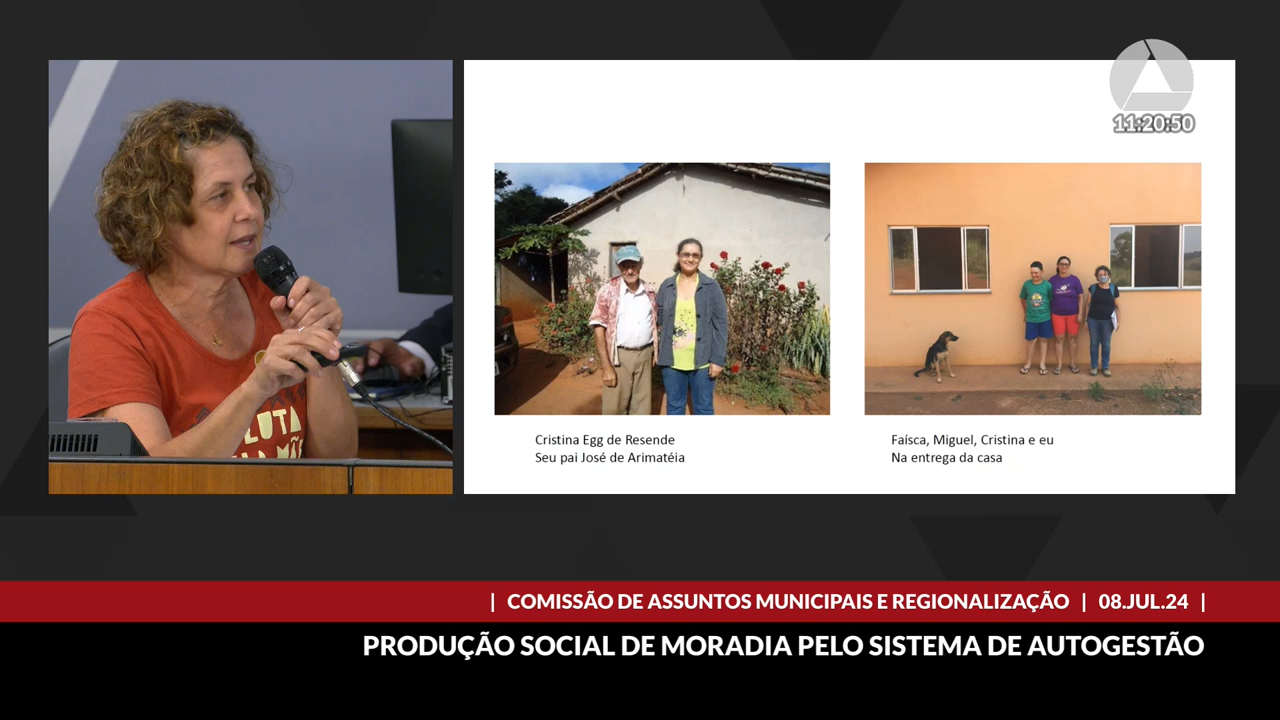 11:20:50
LUTA
Cristina Egg de Resende
Seu pai José de Arimatéia
Faísca, Miguel, Cristina e eu
Na entrega da casa
| COMISSÃO DE ASSUNTOS MUNICIPAIS E REGIONALIZAÇÃO | 08.JUL.24 |
PRODUÇÃO SOCIAL DE MORADIA PELO SISTEMA DE AUTOGESTÃO